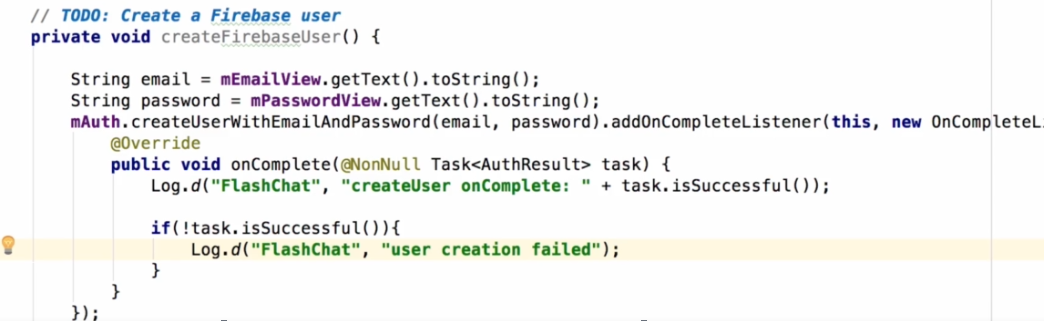 // TODO: Create a Firebase user
private void createFirebaseUser() {
String email = mEmailView.getText().toString();
String password = mPasswordView.getText().toString();
mAuth.createUserWithEmailAndPassword(email, password).addOnCompleteListener(this, new OnCompleteL
@Override
public void onComplete(@NonNull Task<AuthResult> task) {
Log.d("FlashChat", "createUser onComplete: " + task.isSuccessful());
if(!task.isSuccessful()){
Log.d("FlashChat", "user creation failed");
}
}
});